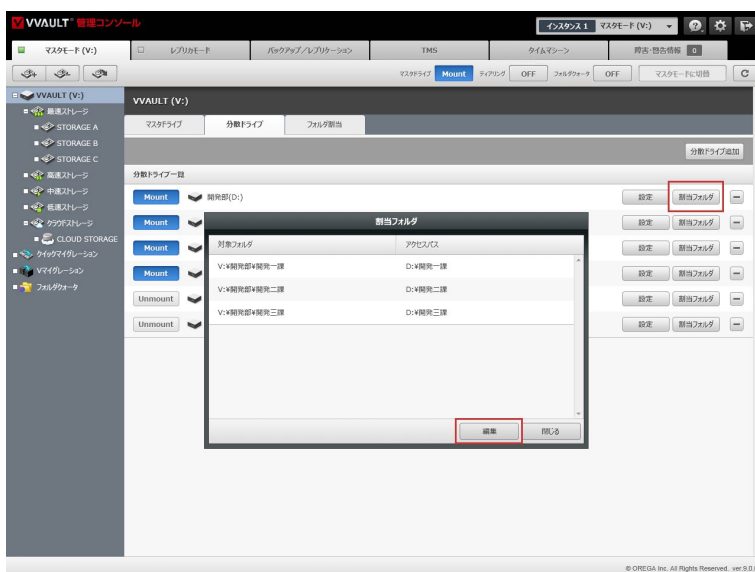 VVAULT® 管理コンソール
インスタンス 1 マスタモード (V:)
マスタモード (V:) レプリカモード バックアップ／レプリケーション TMS タイムマシーン 障害・警告情報 0
マスタドライブ Mount ティアリング OFF フォルダクォータ OFF マスタモードに切替
VVAULT (V:)
最速ストレージ
STORAGE A
STORAGE B
STORAGE C
高速ストレージ
中速ストレージ
低速ストレージ
クラウドストレージ
CLOUD STORAGE
クイックマイグレーション
Vマイグレーション
フォルダクォータ
VVAULT (V:)
マスタドライブ 分散ドライブ フォルダ割当
分散ドライブ追加
分散ドライブ一覧
Mount 開発部(D:) 設定 割当フォルダ
Mount 設定 割当フォルダ
Mount 設定 割当フォルダ
Mount 設定 割当フォルダ
Unmount 設定 割当フォルダ
Unmount 設定 割当フォルダ
割当フォルダ
対象フォルダ アクセスパス
V:¥開発部¥開発一課 D:¥開発一課
V:¥開発部¥開発二課 D:¥開発二課
V:¥開発部¥開発三課 D:¥開発三課
編集 閉じる
© OREGA Inc. All Rights Reserved. ver.9.0